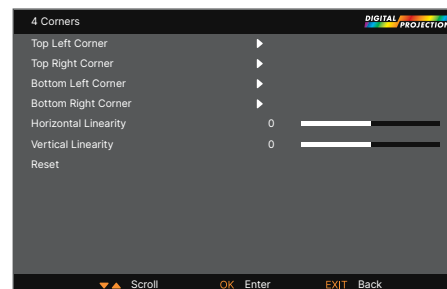 4 Corners
DIGITAL PROJECTION
Top Left Corner
Top Right Corner
Bottom Left Corner
Bottom Right Corner
Horizontal Linearity 0
Vertical Linearity 0
Reset
Scroll OK Enter EXIT Back